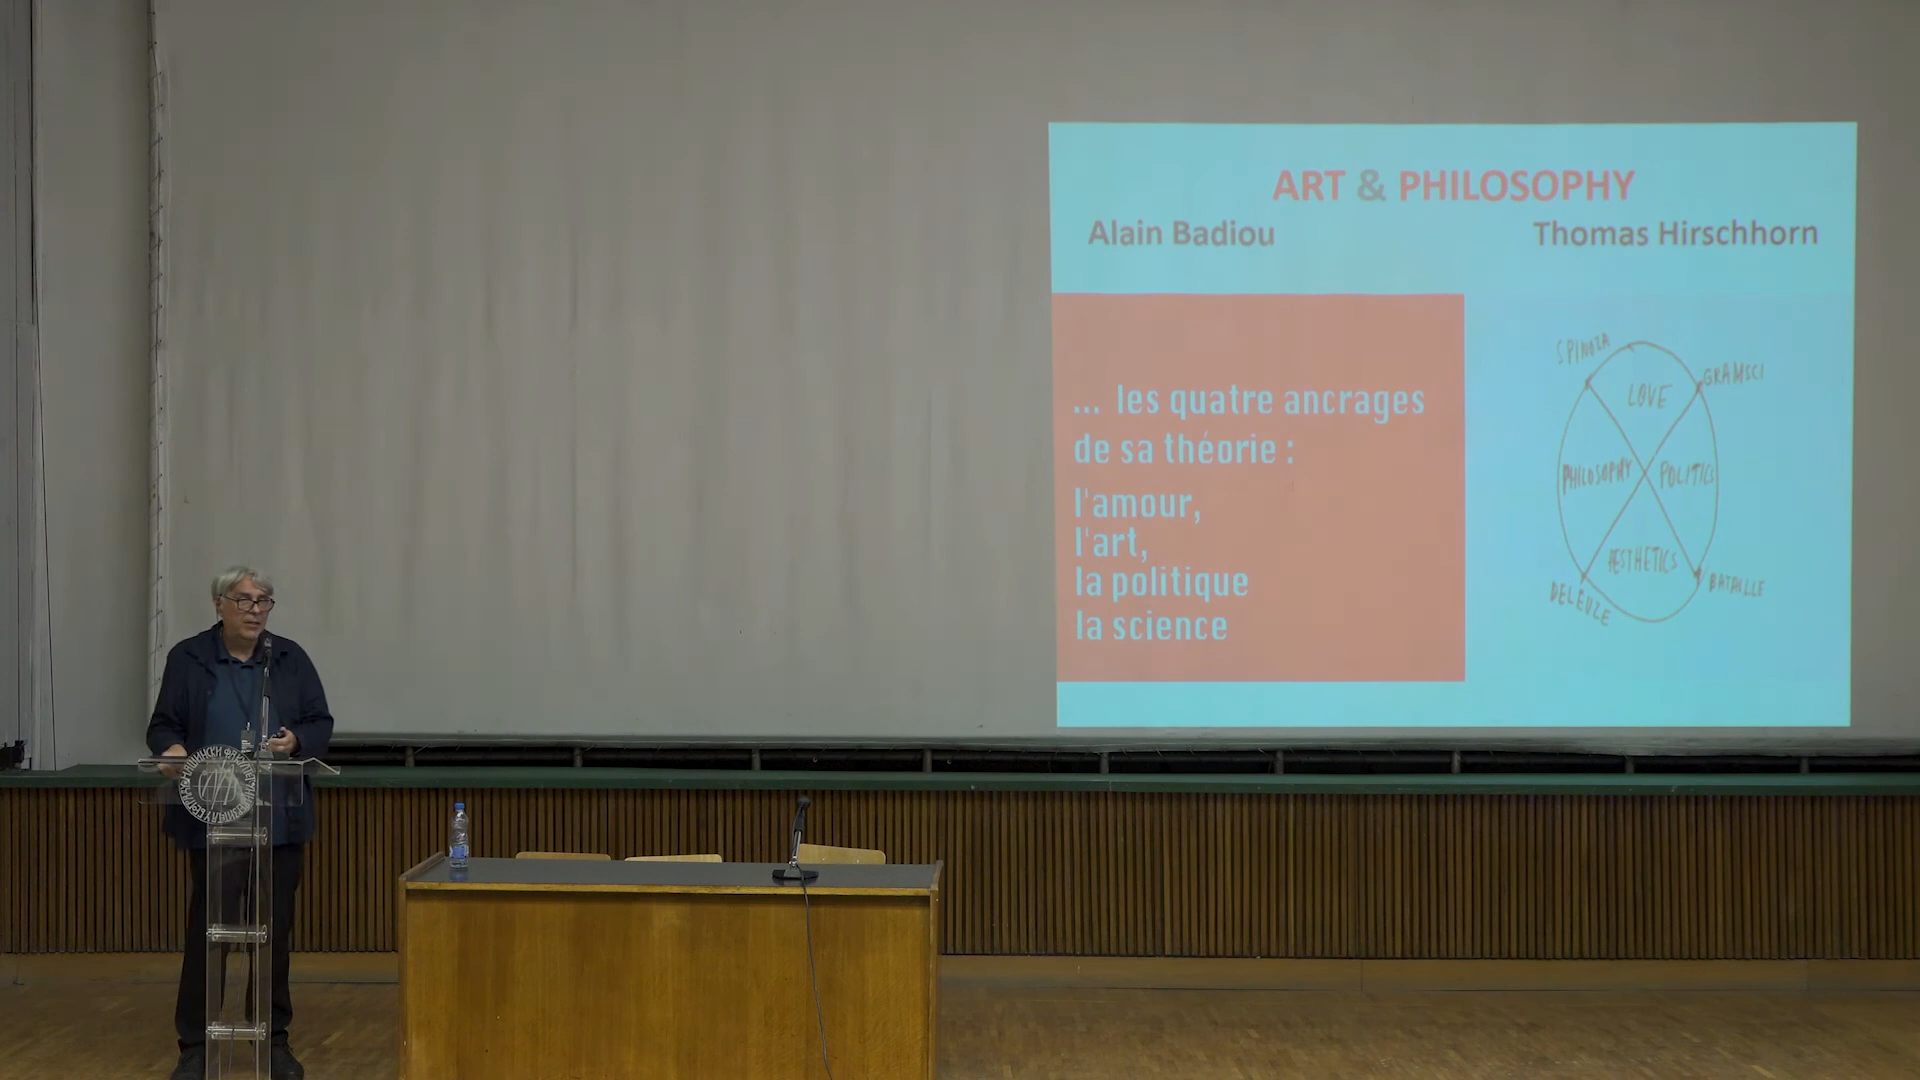 ART & PHILOSOPHY
Alain Badiou
Thomas Hirschhorn
... les quatre ancrages
de sa théorie :
l'amour,
l'art,
la politique
la science
SPINOZA
GRAMSCI
LOVE
PHILOSOPHY
POLITICS
AESTHETICS
DELEUZE
BATAILLE